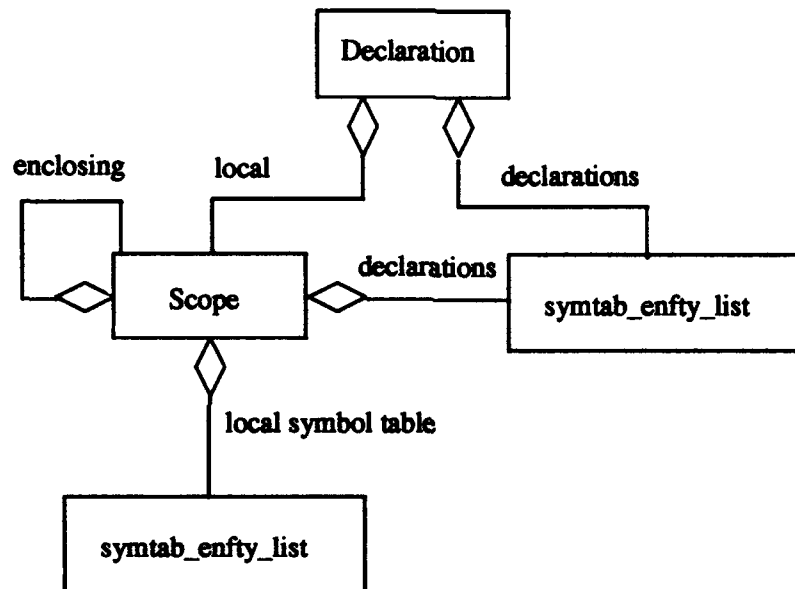 Declaration
enclosing
local
declarations
declarations
Scope
symtab_enfty_list
local symbol table
symtab_enfty_list